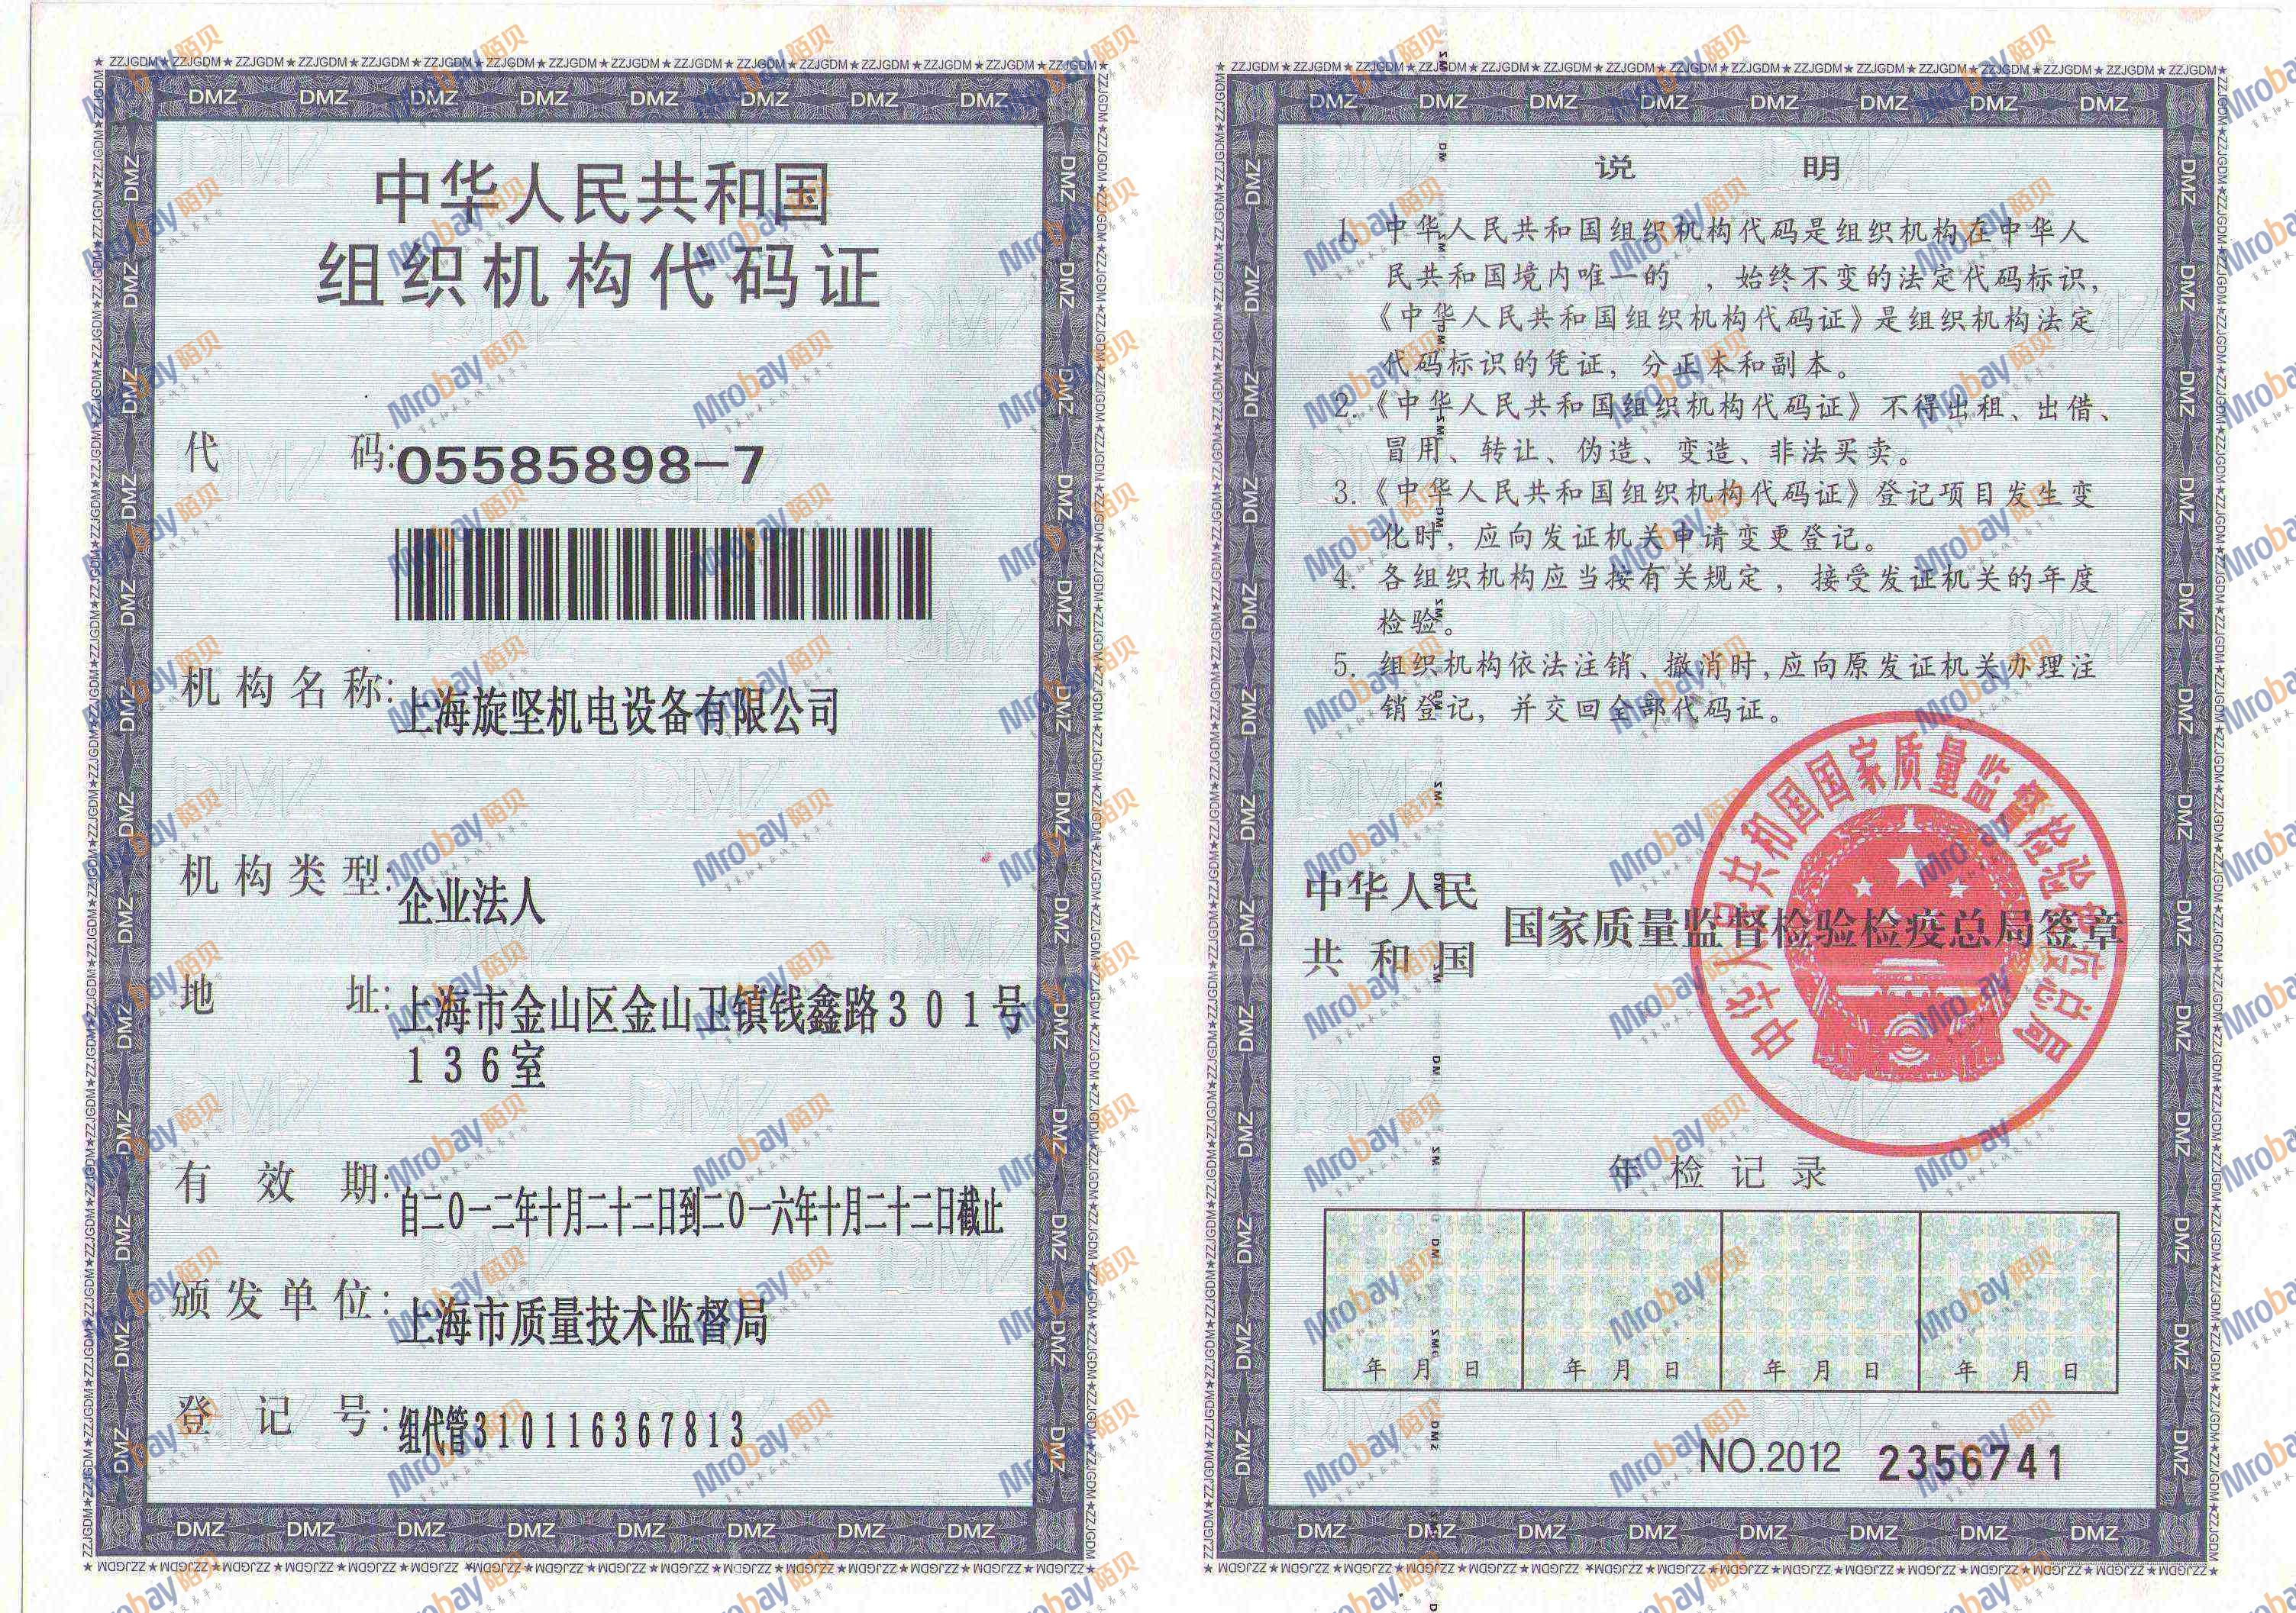 中华人民共和国
组织机构代码证
代码:05585898-7
机构名称:上海旋坚机电设备有限公司
机构类型:企业法人
地址:上海市金山区金山卫镇钱鑫路301号
136室
有效期:自二0一二年十月二十二日到二0一六年十月二十二日截止
颁发单位:上海市质量技术监督局
登记号:组代管310116367813
说明
1. 中华人民共和国组织机构代码是组织机构在中华人
民共和国境内唯一的 ，始终不变的法定代码标识，
《中华人民共和国组织机构代码证》是组织机构法定
代码标识的凭证，分正本和副本。
2.《中华人民共和国组织机构代码证》不得出租、出借、
冒用、转让、伪造、变造、非法买卖。
3.《中华人民共和国组织机构代码证》登记项目发生变
化时，应向发证机关申请变更登记。
4. 各组织机构应当按有关规定，接受发证机关的年度
检验。
5. 组织机构依法注销、撤消时,应向原发证机关办理注
销登记，并交回全部代码证。
中华人民
共和国 国家质量监督检验检疫总局签章
中华人民共和国国家质量监督检验检疫总局
年检记录
年 月 日 年 月 日 年 月 日 年 月 日
NO.2012 2356741
DMZ
ZZJGDM
Mrobay陌贝